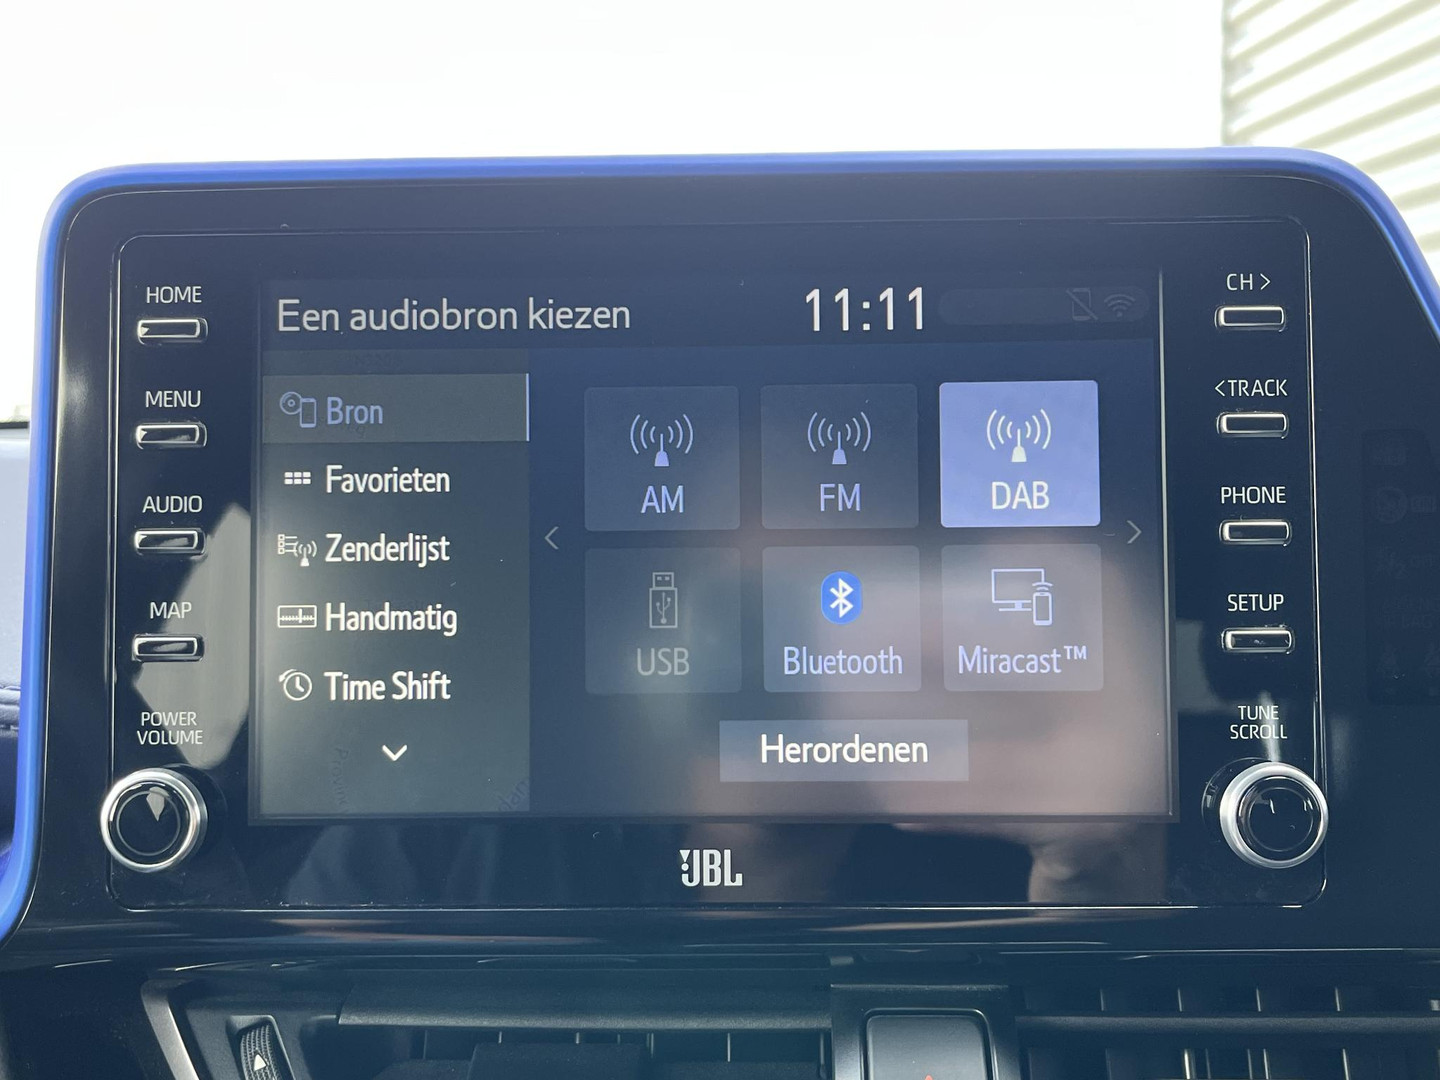 HOME
MENU
AUDIO
MAP
POWER
VOLUME
Een audiobron kiezen
11:11
Bron
Favorieten
Zenderlijst
Handmatig
Time Shift
AM
FM
DAB
USB
Bluetooth
Miracast™
Herordenen
CH >
< TRACK
PHONE
SETUP
TUNE
SCROLL
JBL